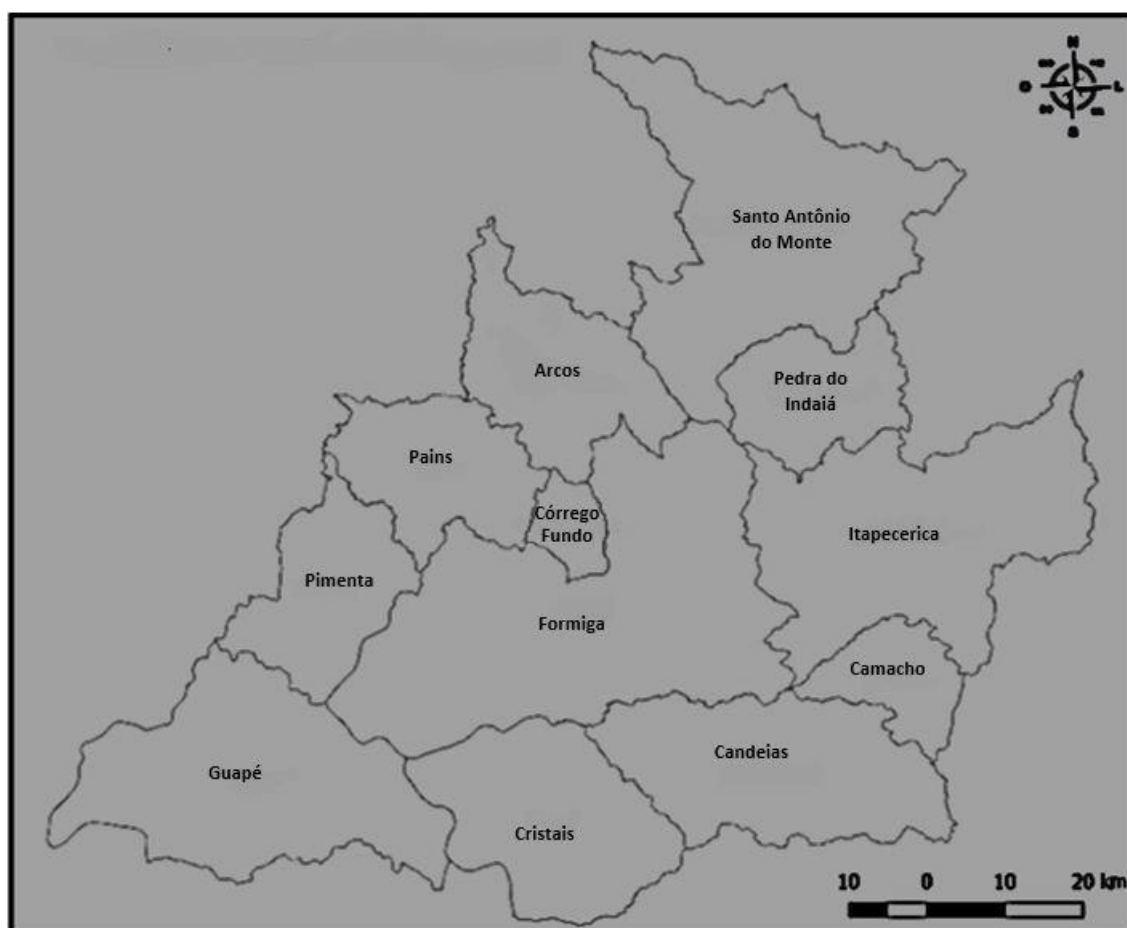 N
O
L
S
Santo Antônio
do Monte
Arcos
Pedra do
Indaiá
Pains
Córrego
Fundo
Itapecerica
Pimenta
Formiga
Camacho
Candeias
Guapé
Cristais
10 0 10 20 km